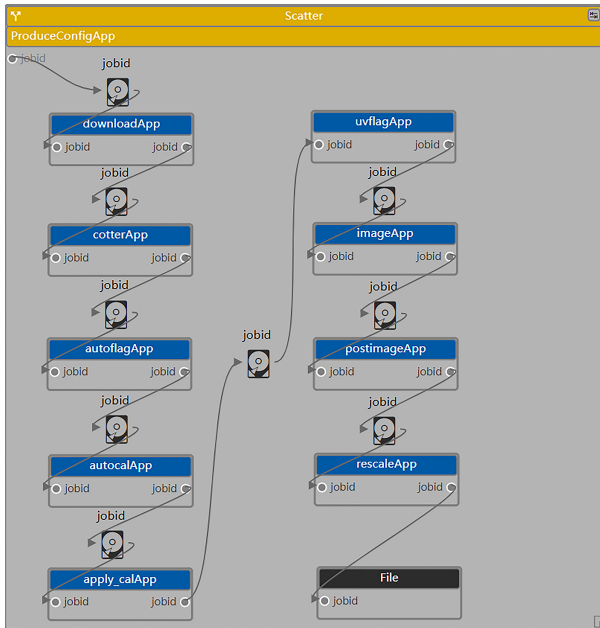 Scatter
ProduceConfigApp
jobid
jobid
downloadApp
jobid jobid
jobid
cotterApp
jobid jobid
jobid
autoflagApp
jobid jobid
jobid
autocalApp
jobid jobid
jobid
apply_calApp
jobid jobid
jobid
uvflagApp
jobid jobid
jobid
imageApp
jobid jobid
jobid
postimageApp
jobid jobid
jobid
rescaleApp
jobid jobid
File
jobid